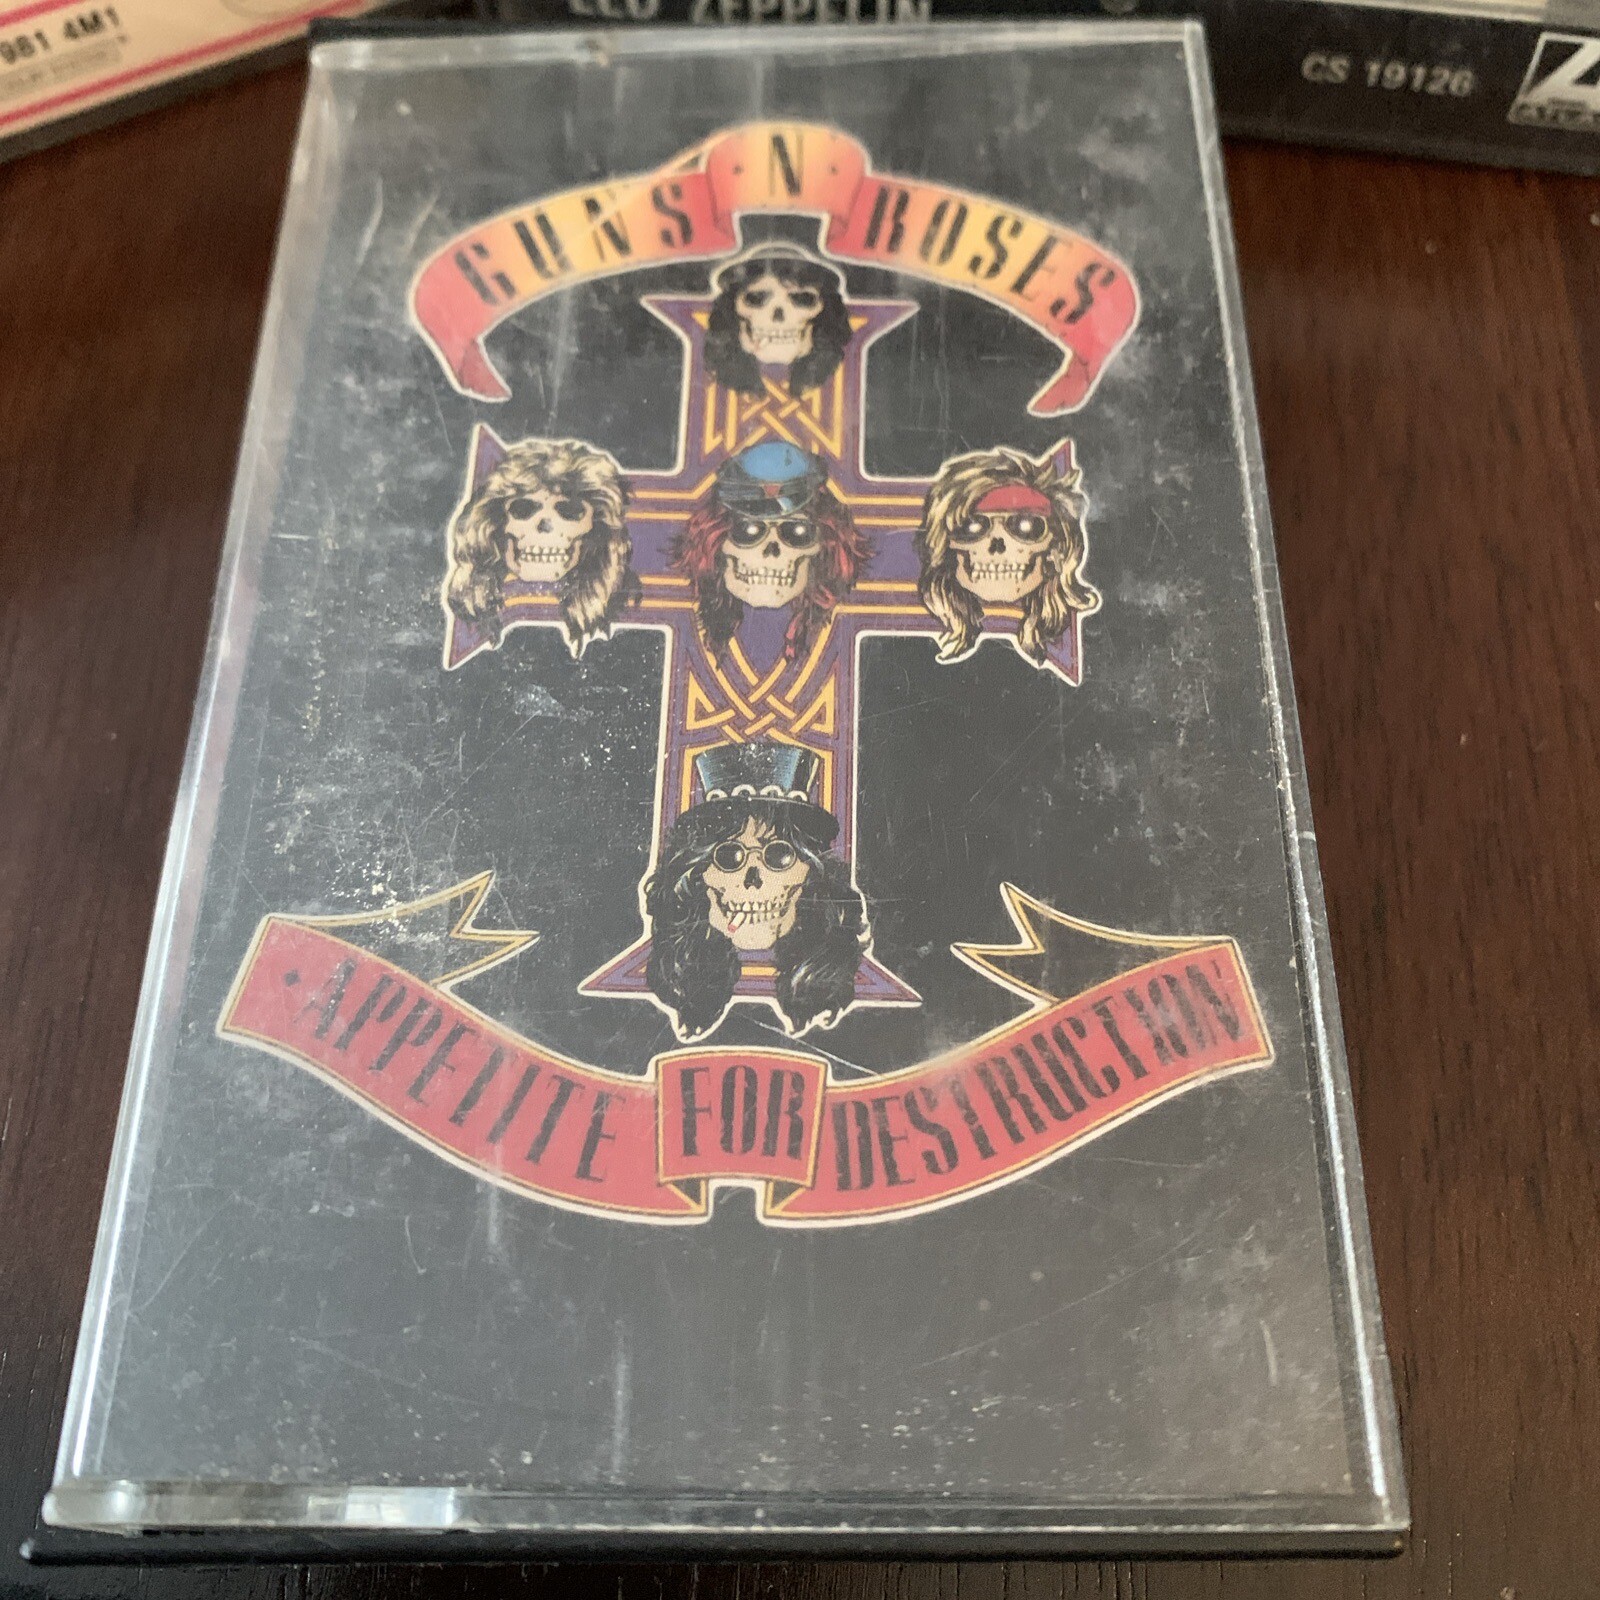 981 4M1
LED ZEPPELIN
CS 19126
GUNS · N · ROSES
· APPETITE FOR DESTRUCTION